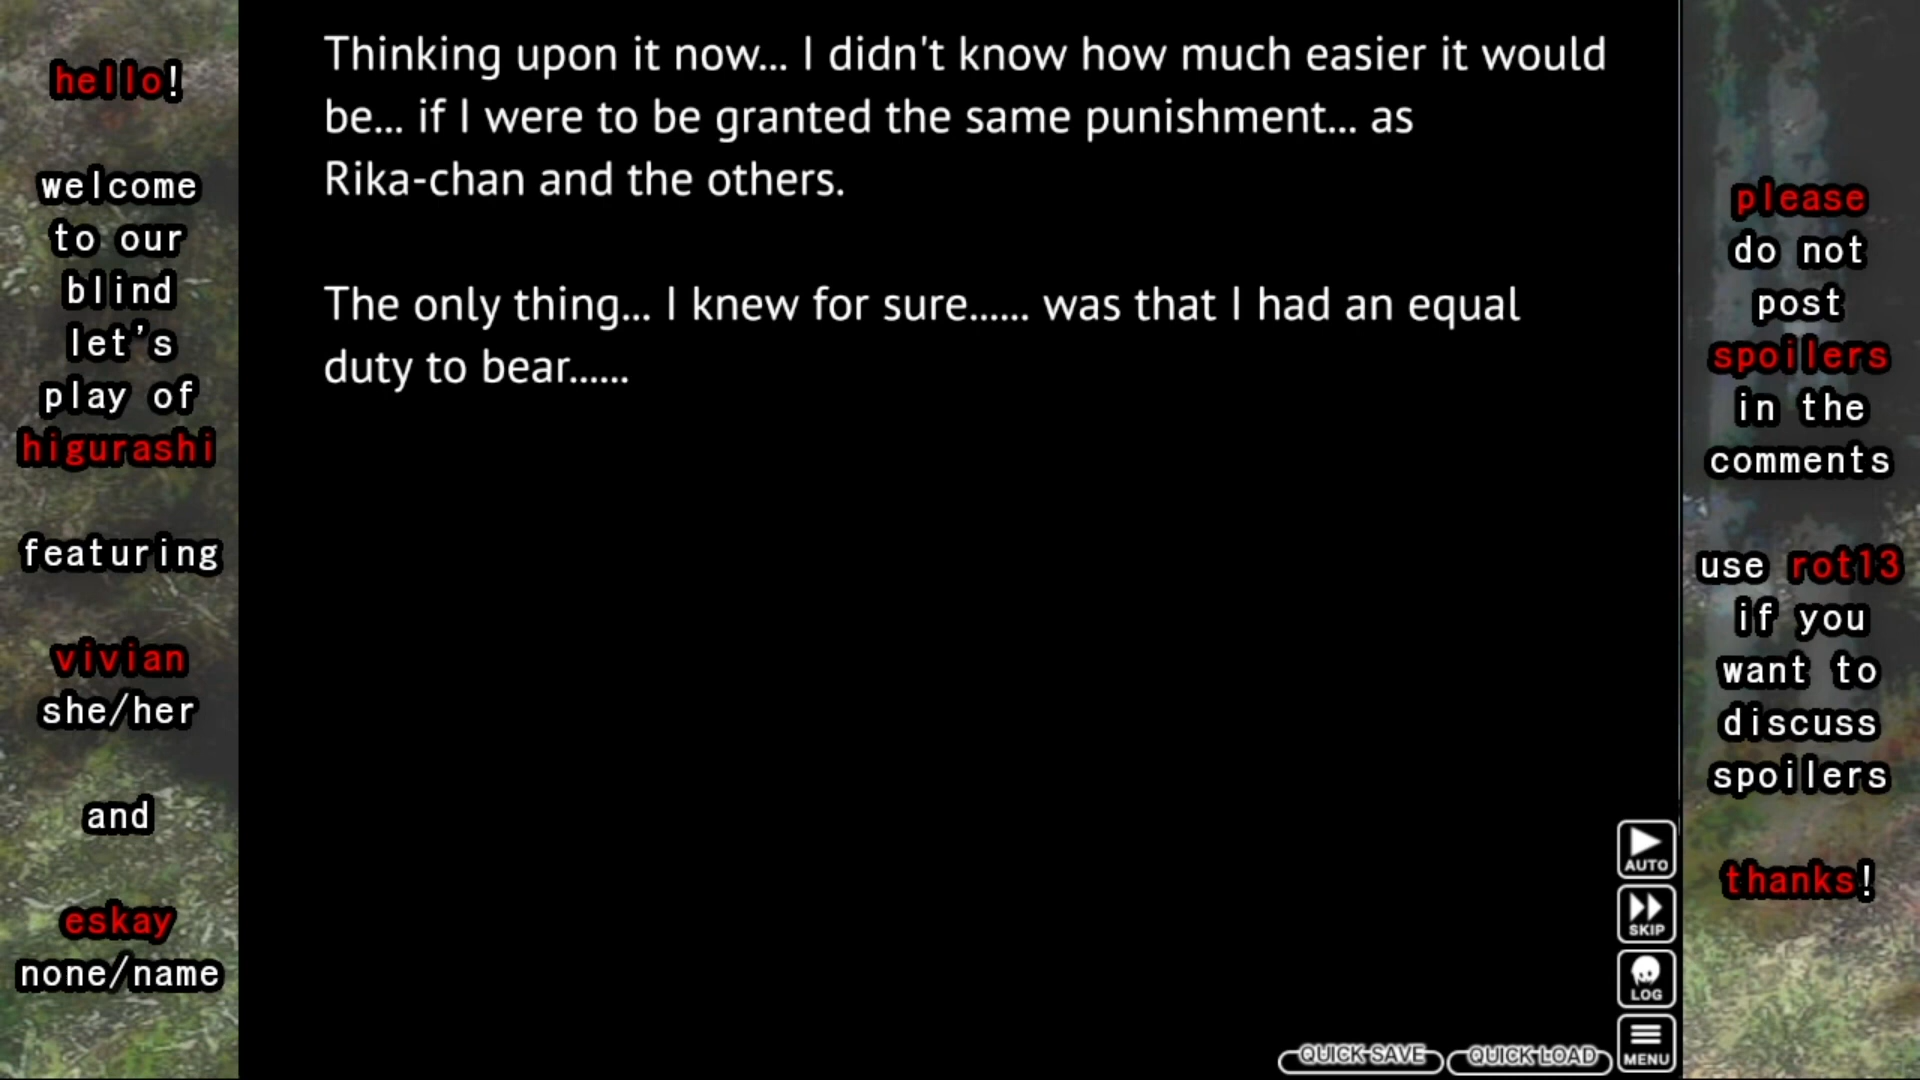 hello!
welcome
to our
blind
let's
play of
higurashi
featuring
vivian
she/her
and
eskay
none/name
Thinking upon it now... I didn't know how much easier it would
be... if I were to be granted the same punishment... as
Rika-chan and the others.
The only thing... I knew for sure...... was that I had an equal
duty to bear......
AUTO
SKIP
LOG
MENU
QUICK SAVE
QUICK LOAD
please
do not
post
spoilers
in the
comments
use rot13
if you
want to
discuss
spoilers
thanks!